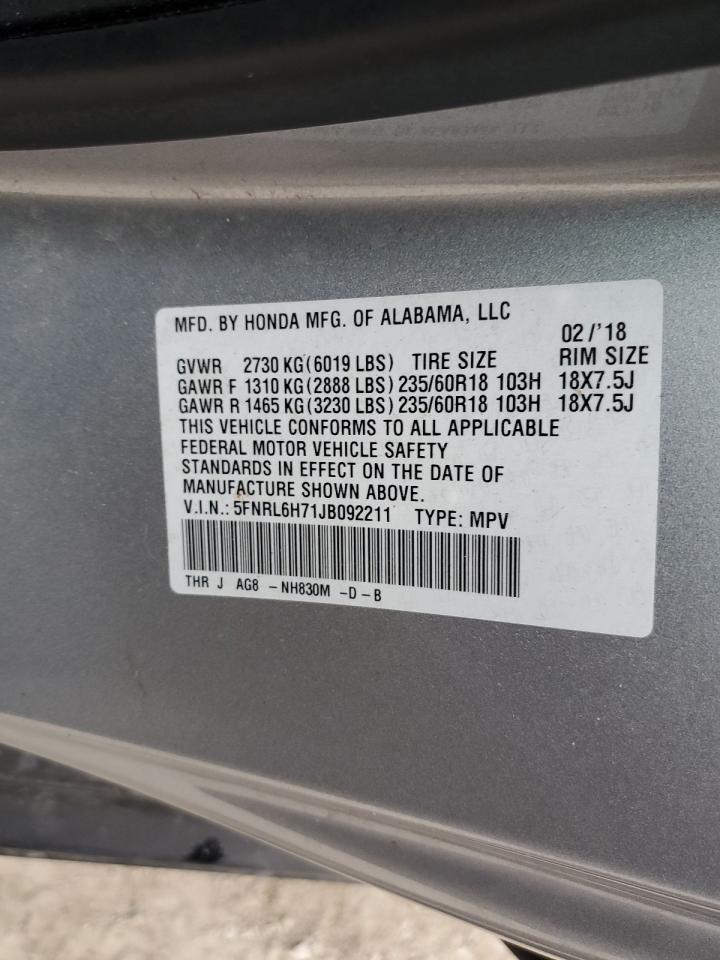 MFD. BY HONDA MFG. OF ALABAMA, LLC
02/'18
GVWR 2730 KG(6019 LBS) TIRE SIZE RIM SIZE
GAWR F 1310 KG(2888 LBS) 235/60R18 103H 18X7.5J
GAWR R 1465 KG(3230 LBS) 235/60R18 103H 18X7.5J
THIS VEHICLE CONFORMS TO ALL APPLICABLE
FEDERAL MOTOR VEHICLE SAFETY
STANDARDS IN EFFECT ON THE DATE OF
MANUFACTURE SHOWN ABOVE.
V.I.N.: 5FNRL6H71JB092211 TYPE: MPV
THR J AG8 -NH830M -D-B